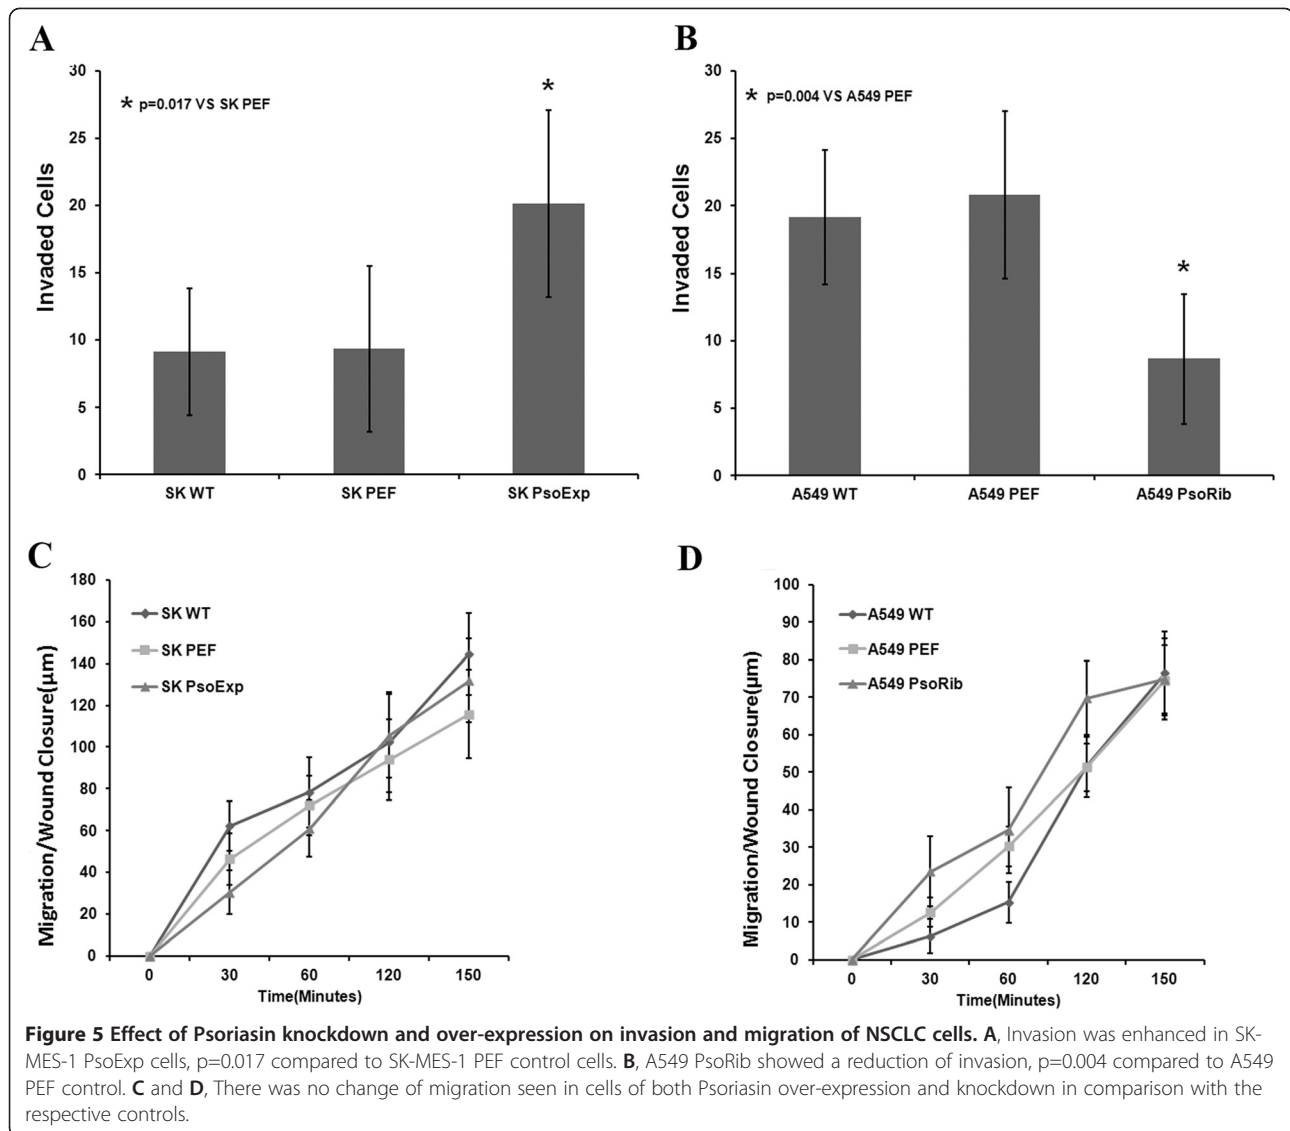 A
30
25
20
15
10
5
0
Invaded Cells
* p=0.017 VS SK PEF
*
SK WT
SK PEF
SK PsoExp
B
30
25
20
15
10
5
0
Invaded Cells
* p=0.004 VS A549 PEF
*
A549 WT
A549 PEF
A549 PsoRib
C
180
160
140
120
100
80
60
40
20
0
Migration/Wound Closure(µm)
SK WT
SK PEF
SK PsoExp
0
30
60
120
150
Time(Minutes)
D
100
90
80
70
60
50
40
30
20
10
0
Migration/Wound Closure(µm)
A549 WT
A549 PEF
A549 PsoRib
0
30
60
120
150
Time(Minutes)
Figure 5 Effect of Psoriasin knockdown and over-expression on invasion and migration of NSCLC cells. A, Invasion was enhanced in SK-
MES-1 PsoExp cells, p=0.017 compared to SK-MES-1 PEF control cells. B, A549 PsoRib showed a reduction of invasion, p=0.004 compared to A549
PEF control. C and D, There was no change of migration seen in cells of both Psoriasin over-expression and knockdown in comparison with the
respective controls.